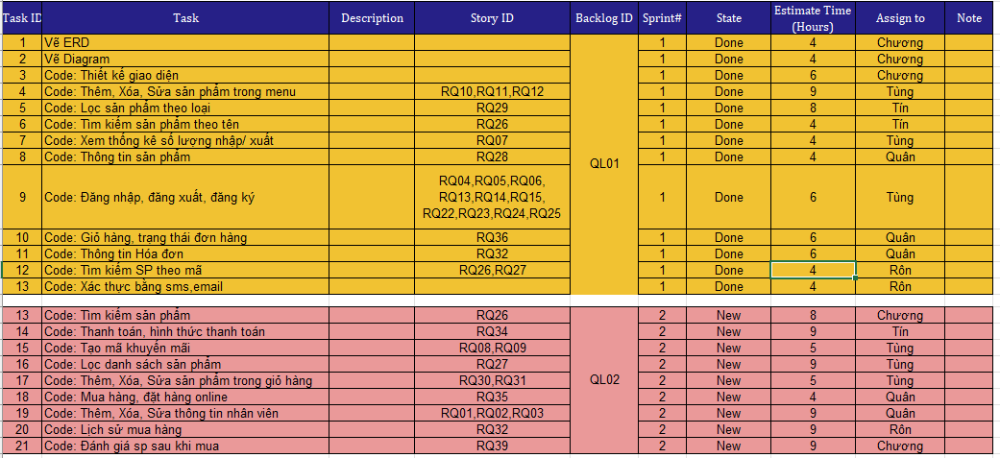 Task ID Task Description Story ID Backlog ID Sprint# State Estimate Time (Hours) Assign to Note
1 Vẽ ERD 1 Done 4 Chương
2 Vẽ Diagram 1 Done 4 Chương
3 Code: Thiết kế giao diện 1 Done 6 Chương
4 Code: Thêm, Xóa, Sửa sản phẩm trong menu RQ10,RQ11,RQ12 1 Done 9 Tùng
5 Code: Lọc sản phẩm theo loại RQ29 1 Done 8 Tín
6 Code: Tìm kiếm sản phẩm theo tên RQ26 1 Done 4 Tín
7 Code: Xem thống kê số lượng nhập/ xuất RQ07 1 Done 4 Tùng
8 Code: Thông tin sản phẩm RQ28 1 Done 4 Quân
QL01
RQ04,RQ05,RQ06,
9 Code: Đăng nhập, đăng xuất, đăng ký RQ13,RQ14,RQ15, 1 Done 6 Tùng
RQ22,RQ23,RQ24,RQ25
10 Code: Giỏ hàng, trạng thái đơn hàng RQ36 1 Done 6 Quân
11 Code: Thông tin Hóa đơn RQ32 1 Done 6 Quân
12 Code: Tìm kiếm SP theo mã RQ26,RQ27 1 Done 4 Rôn
13 Code: Xác thực bằng sms,email 1 Done 4 Rôn
13 Code: Tìm kiếm sản phẩm RQ26 2 New 8 Chương
14 Code: Thanh toán, hình thức thanh toán RQ34 2 New 9 Tín
15 Code: Tạo mã khuyến mãi RQ08,RQ09 2 New 5 Tùng
16 Code: Lọc danh sách sản phẩm RQ27 2 New 9 Tùng
17 Code: Thêm, Xóa, Sửa sản phẩm trong giỏ hàng RQ30,RQ31 QL02 2 New 5 Tùng
18 Code: Mua hàng, đặt hàng online RQ35 2 New 4 Quân
19 Code: Thêm, Xóa, Sửa thông tin nhân viên RQ01,RQ02,RQ03 2 New 9 Quân
20 Code: Lịch sử mua hàng RQ32 2 New 9 Rôn
21 Code: Đánh giá sp sau khi mua RQ39 2 New 9 Chương